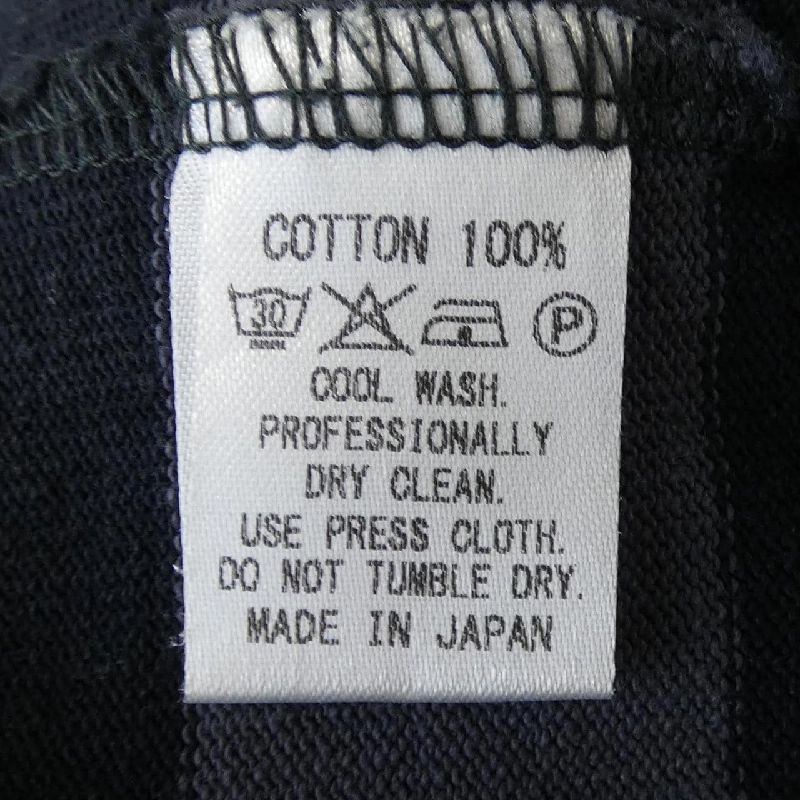 COTTON 100%
30 P
COOL WASH.
PROFESSIONALLY
DRY CLEAN.
USE PRESS CLOTH.
DO NOT TUMBLE DRY.
MADE IN JAPAN